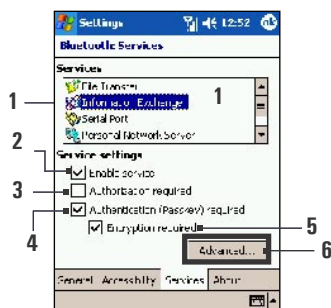 Settings 12:52
Bluetooth Services
Services
File Transfer
1 Information Exchange 1
Serial Port
Personal Network Server
Service settings
2 Enable service
3 Authorization required
4 Authentication (Passkey) required
Encryption required 5
Advanced... 6
General Accessibility Services About